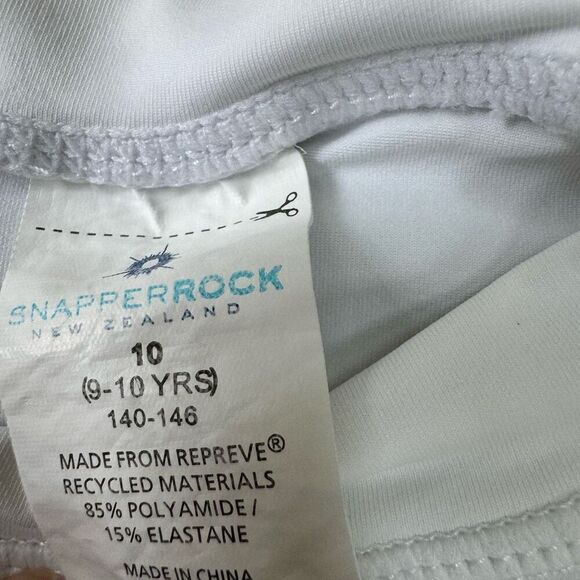 SNAPPERROCK
NEW ZEALAND
10
(9-10 YRS)
140-146
MADE FROM REPREVE®
RECYCLED MATERIALS
85% POLYAMIDE /
15% ELASTANE
MADE IN CHINA